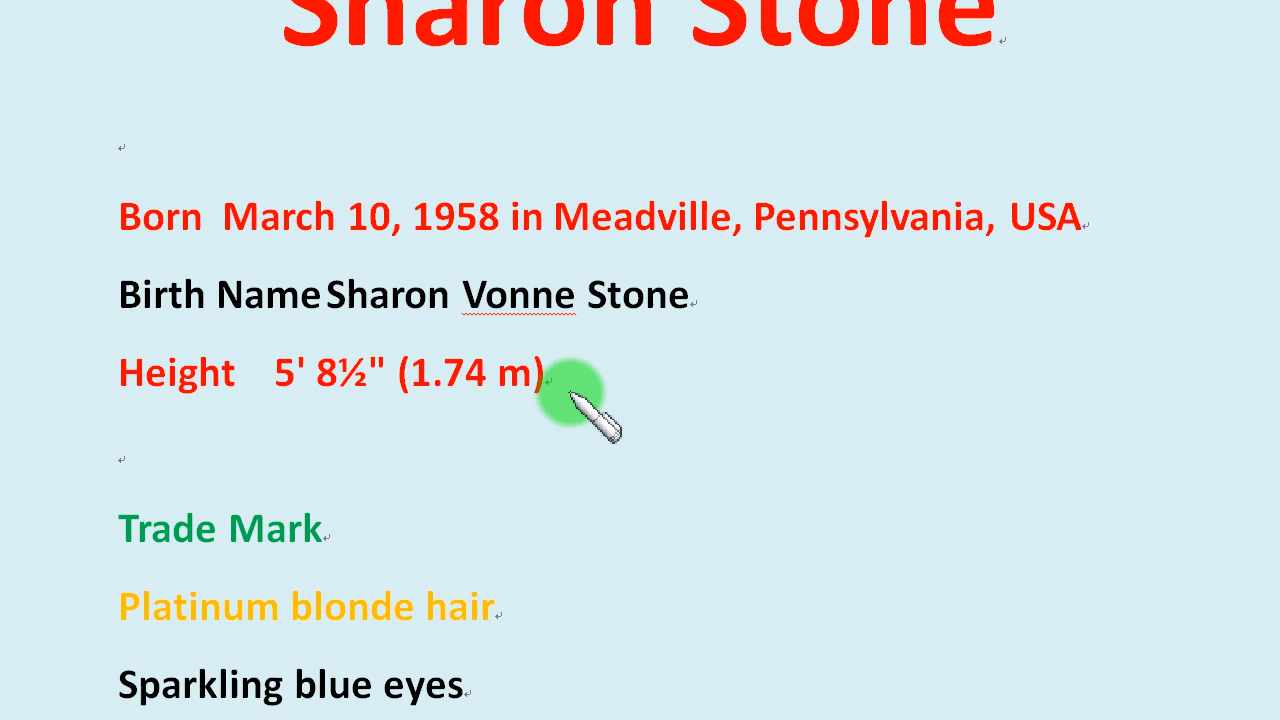 Sharon Stone
Born  March 10, 1958 in Meadville, Pennsylvania, USA
Birth Name Sharon Vonne Stone
Height    5' 8½" (1.74 m)
Trade Mark
Platinum blonde hair
Sparkling blue eyes